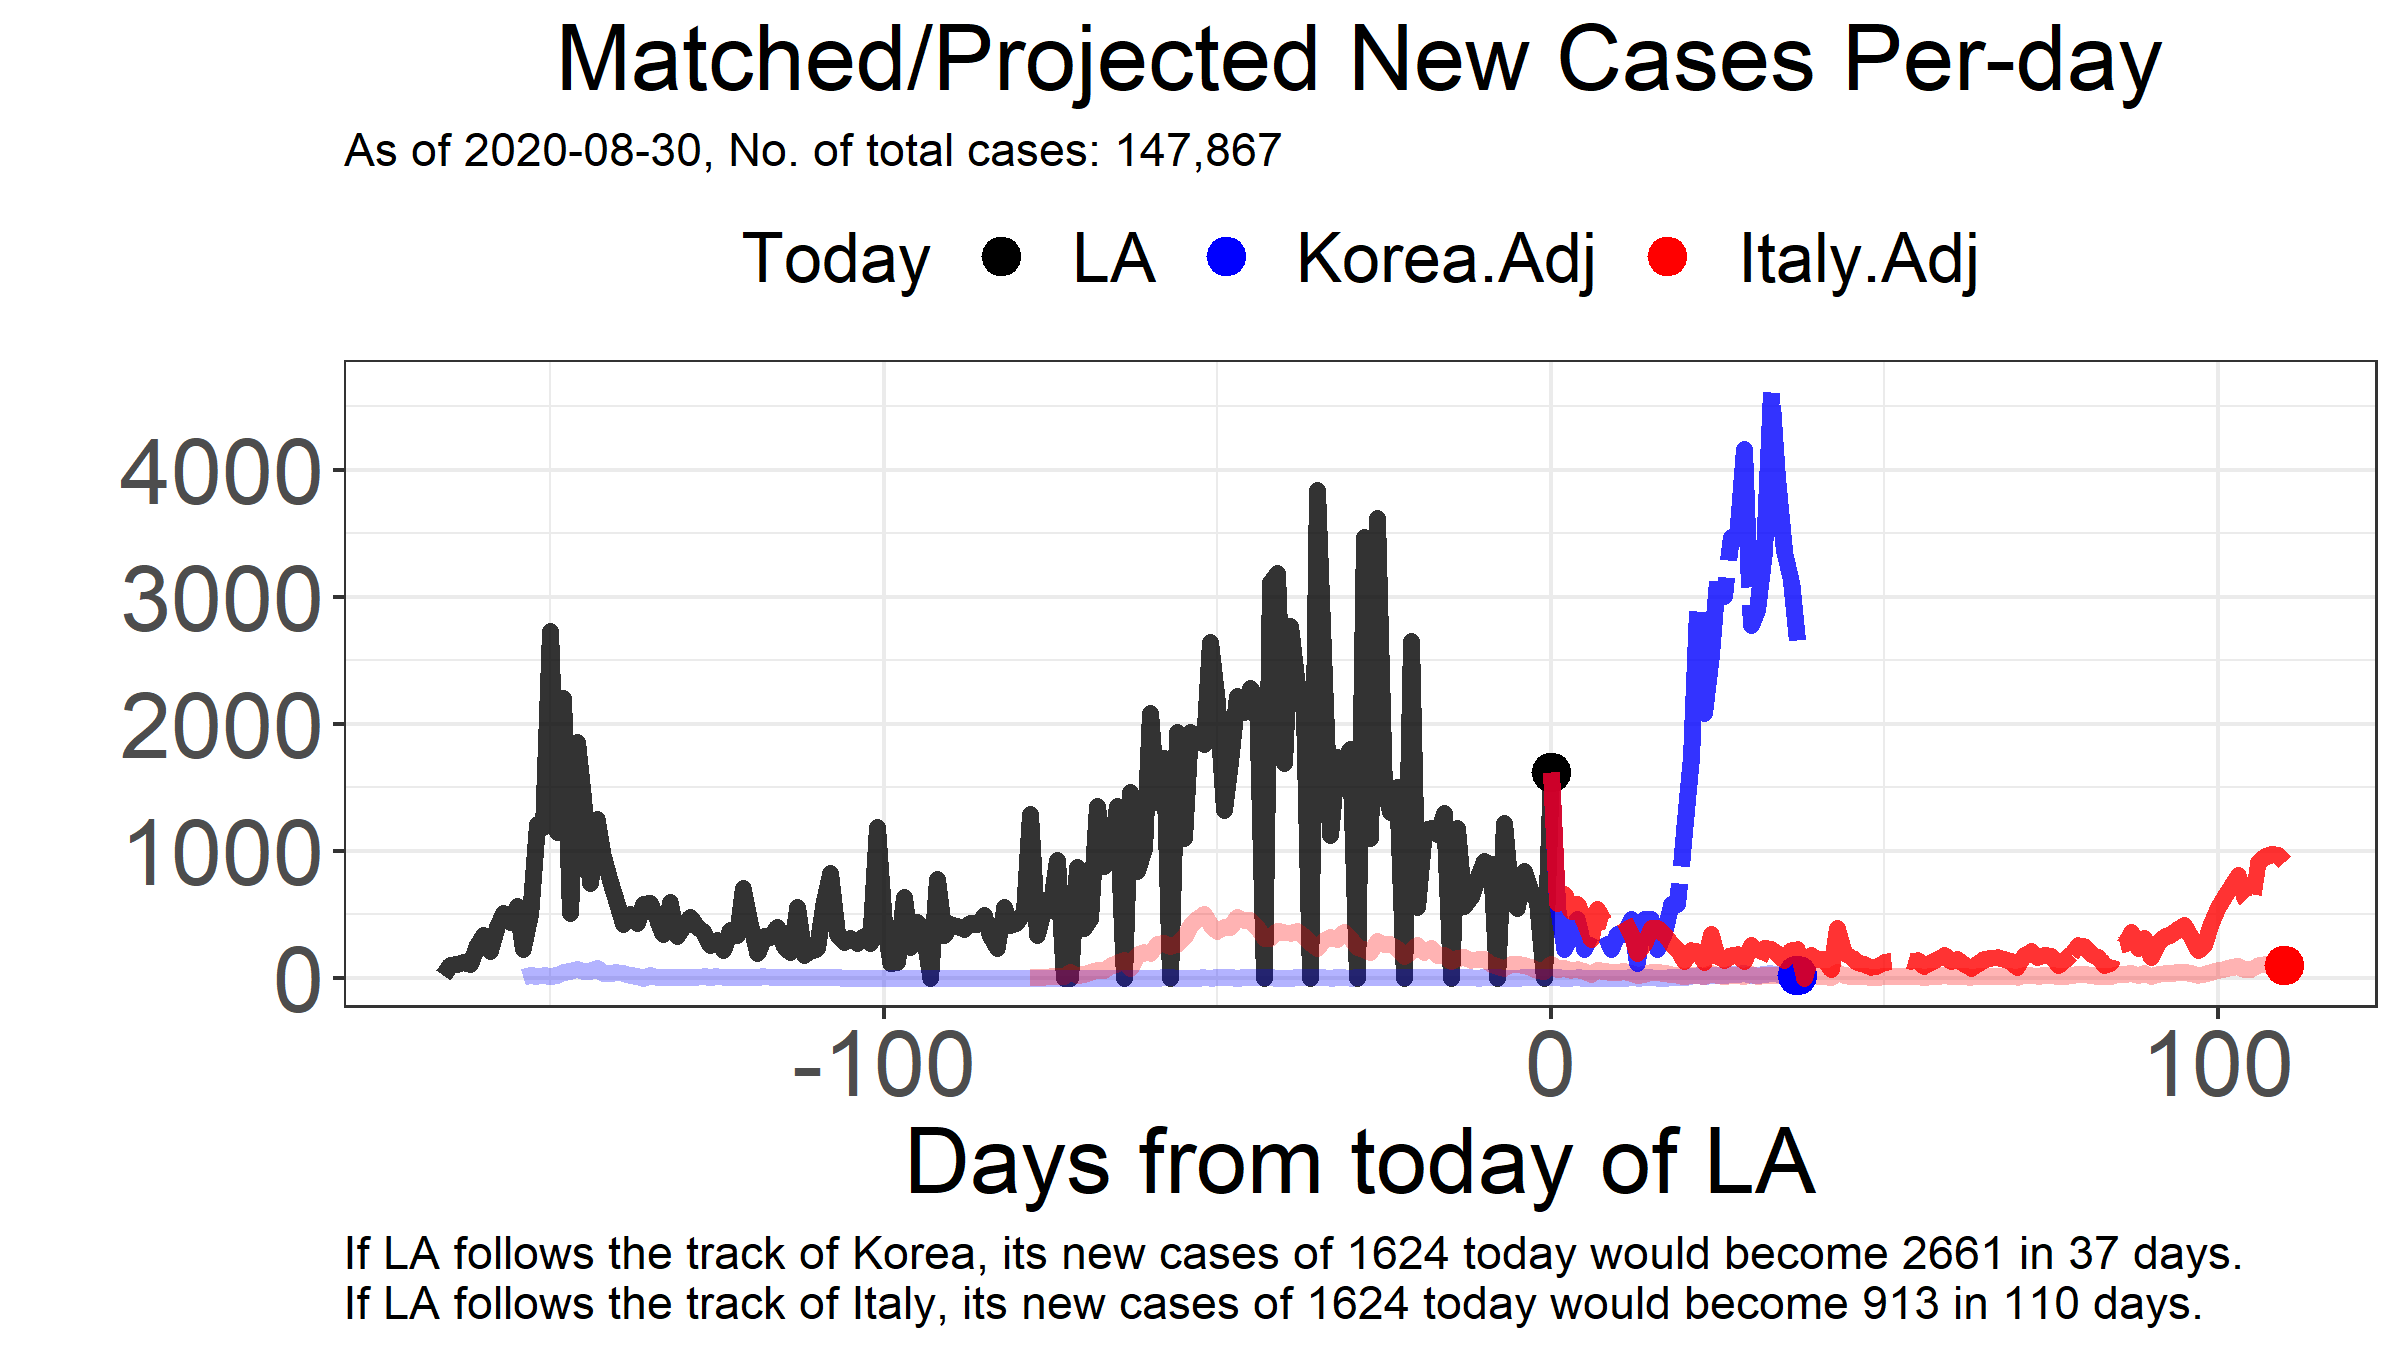 Matched/Projected New Cases Per-day
As of 2020-08-30, No. of total cases: 147,867
Today LA Korea.Adj Italy.Adj
4000
3000
2000
1000
0
-100 0 100
Days from today of LA
If LA follows the track of Korea, its new cases of 1624 today would become 2661 in 37 days.
If LA follows the track of Italy, its new cases of 1624 today would become 913 in 110 days.